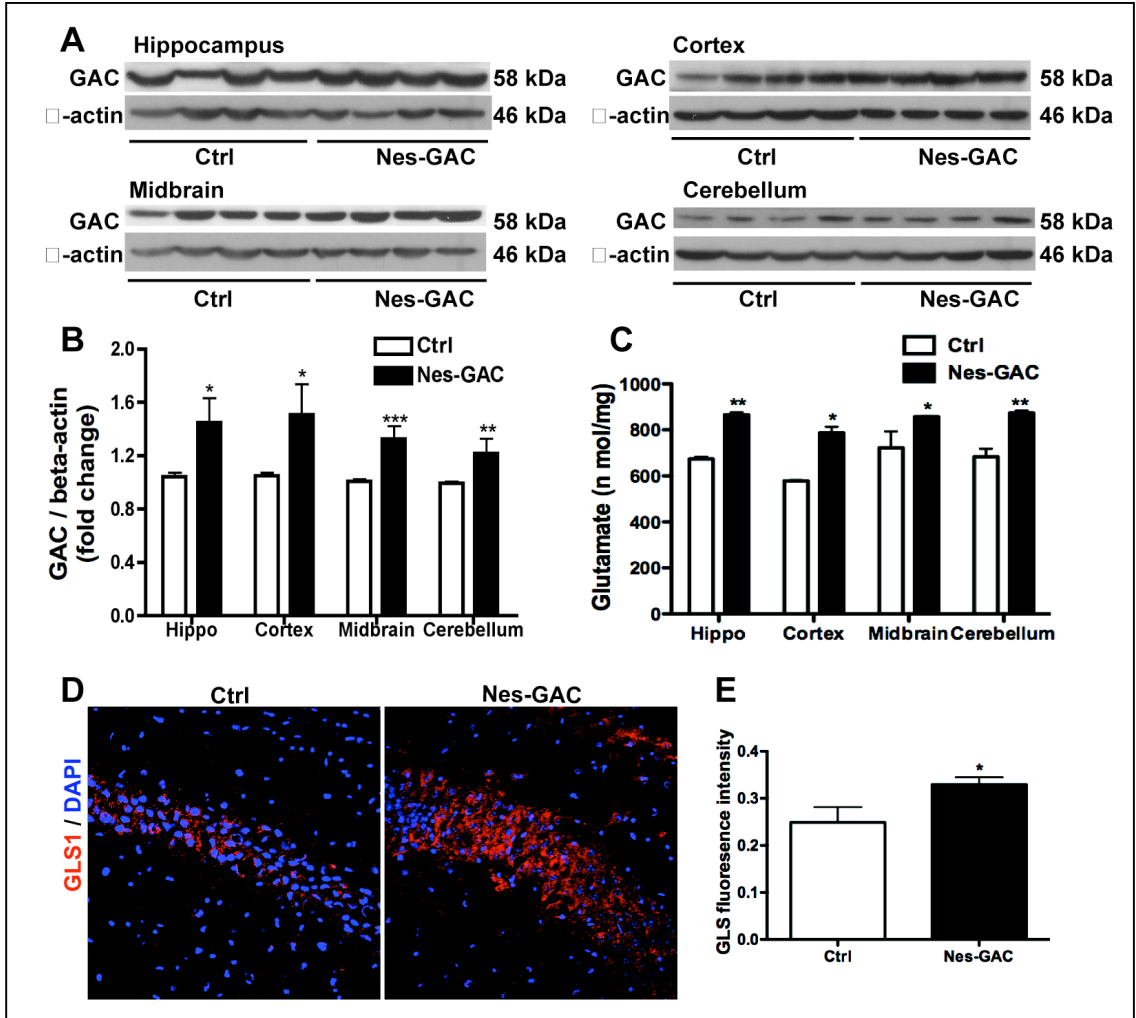 A
Hippocampus
GAC
58 kDa
□-actin
46 kDa
Ctrl
Nes-GAC
Cortex
GAC
58 kDa
□-actin
46 kDa
Ctrl
Nes-GAC
Midbrain
GAC
58 kDa
□-actin
46 kDa
Ctrl
Nes-GAC
Cerebellum
GAC
58 kDa
□-actin
46 kDa
Ctrl
Nes-GAC
B
Ctrl
Nes-GAC
GAC / beta-actin
(fold change)
2.0
1.6
1.2
0.8
0.4
0.0
*
*
***
**
Hippo
Cortex
Midbrain
Cerebellum
C
Ctrl
Nes-GAC
Glutamate (n mol/mg)
1000
800
600
400
200
0
**
*
*
**
Hippo
Cortex
Midbrain
Cerebellum
D
Ctrl
Nes-GAC
GLS1 / DAPI
E
GLS fluoresence intensity
0.4
0.3
0.2
0.1
0.0
*
Ctrl
Nes-GAC